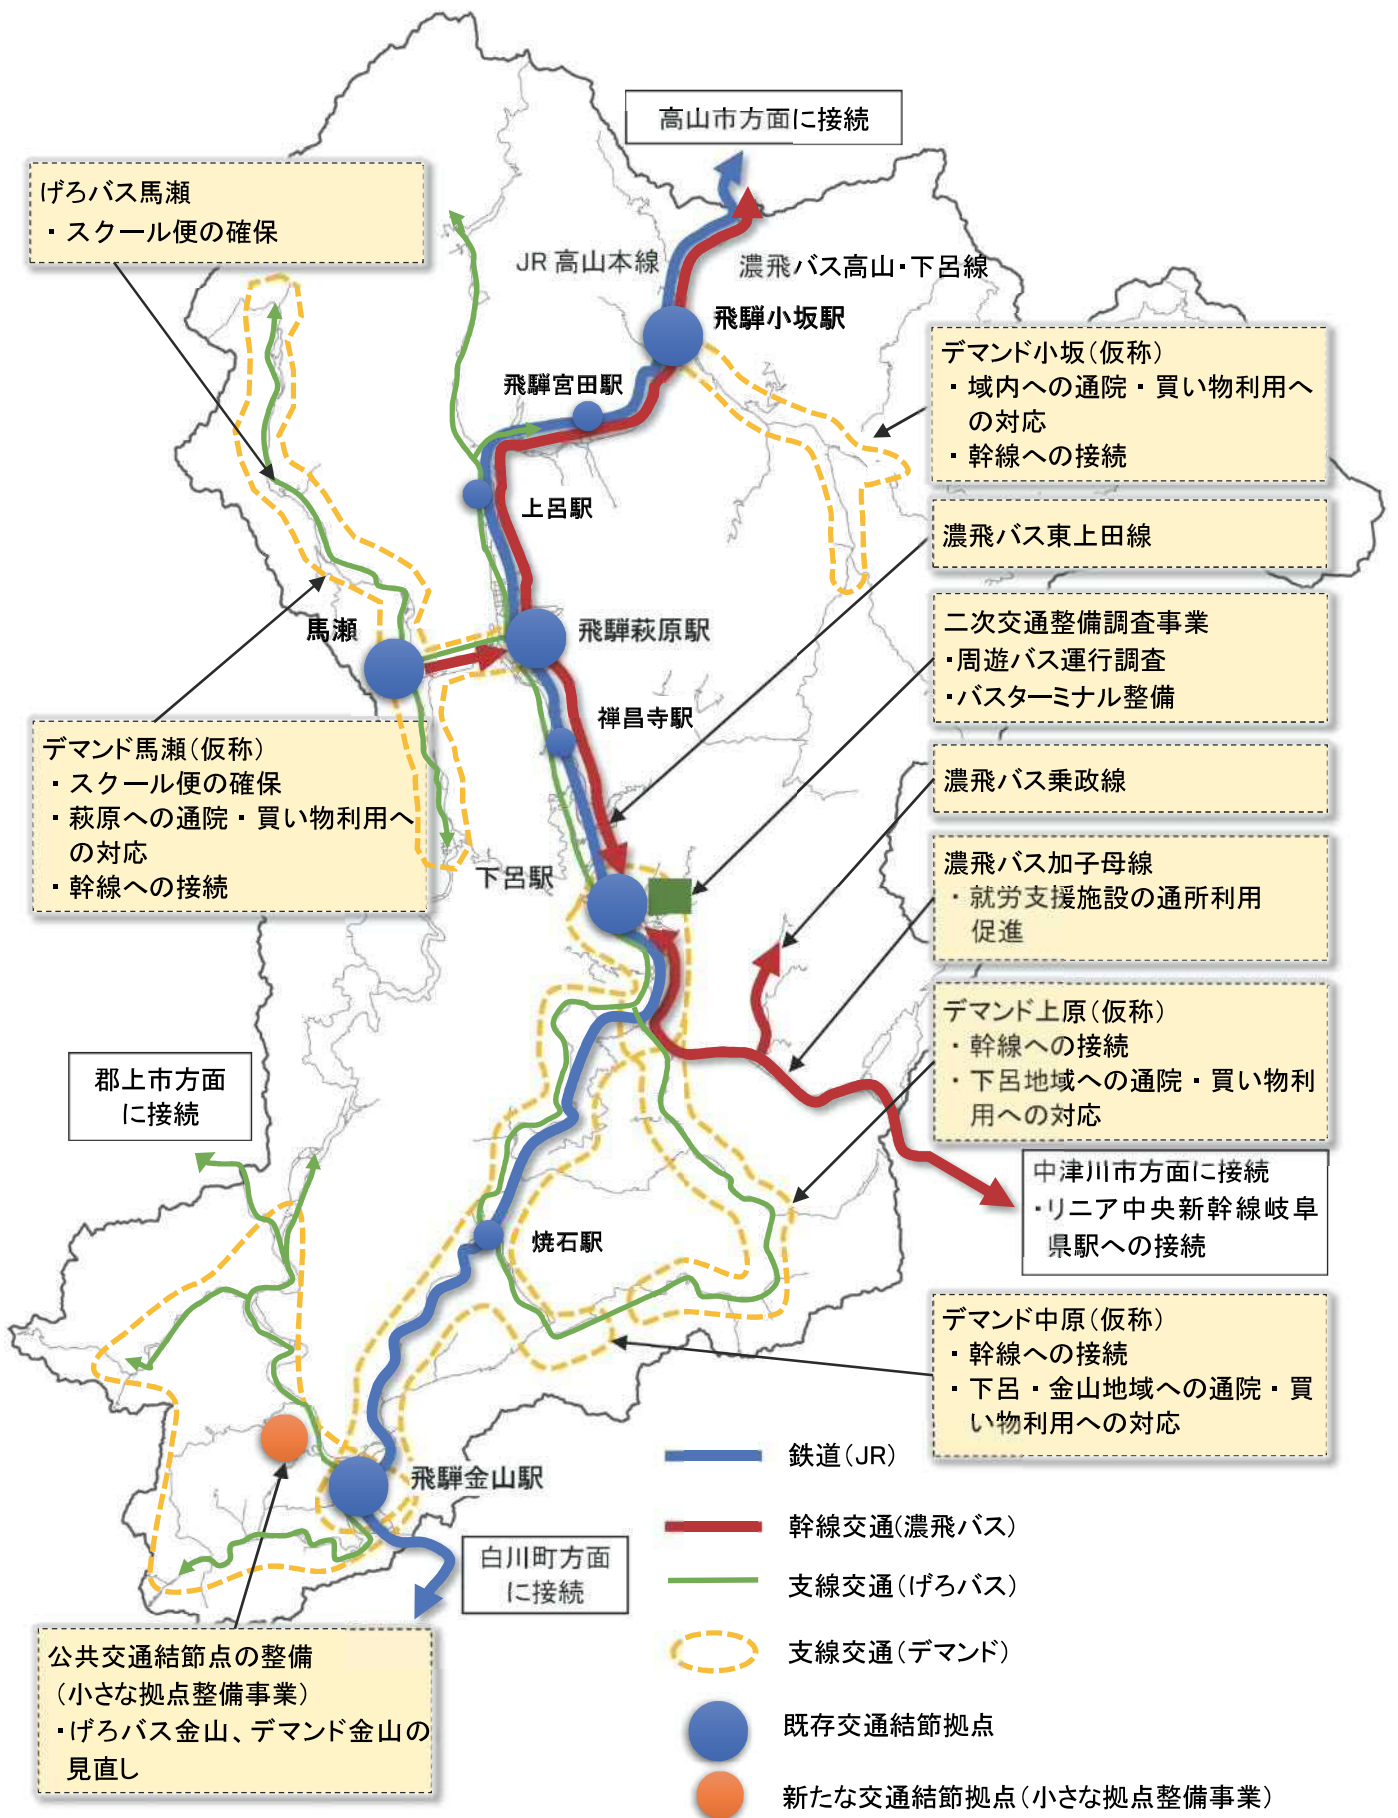 高山市方面に接続
げろバス馬瀬
・スクール便の確保
JR高山本線
濃飛バス高山・下呂線
飛騨小坂駅
デマンド小坂(仮称)
・域内への通院・買い物利用へ
の対応
・幹線への接続
飛騨宮田駅
上呂駅
濃飛バス東上田線
二次交通整備調査事業
・周遊バス運行調査
・バスターミナル整備
馬瀬
飛騨萩原駅
禅昌寺駅
デマンド馬瀬(仮称)
・スクール便の確保
・萩原への通院・買い物利用へ
の対応
・幹線への接続
濃飛バス乗政線
下呂駅
濃飛バス加子母線
・就労支援施設の通所利用
促進
デマンド上原(仮称)
・幹線への接続
・下呂地域への通院・買い物利
用への対応
郡上市方面
に接続
中津川市方面に接続
・リニア中央新幹線岐阜
県駅への接続
焼石駅
デマンド中原(仮称)
・幹線への接続
・下呂・金山地域への通院・買
い物利用への対応
飛騨金山駅
白川町方面
に接続
公共交通結節点の整備
(小さな拠点整備事業)
・げろバス金山、デマンド金山の
見直し
鉄道(JR)
幹線交通(濃飛バス)
支線交通(げろバス)
支線交通(デマンド)
既存交通結節拠点
新たな交通結節拠点(小さな拠点整備事業)